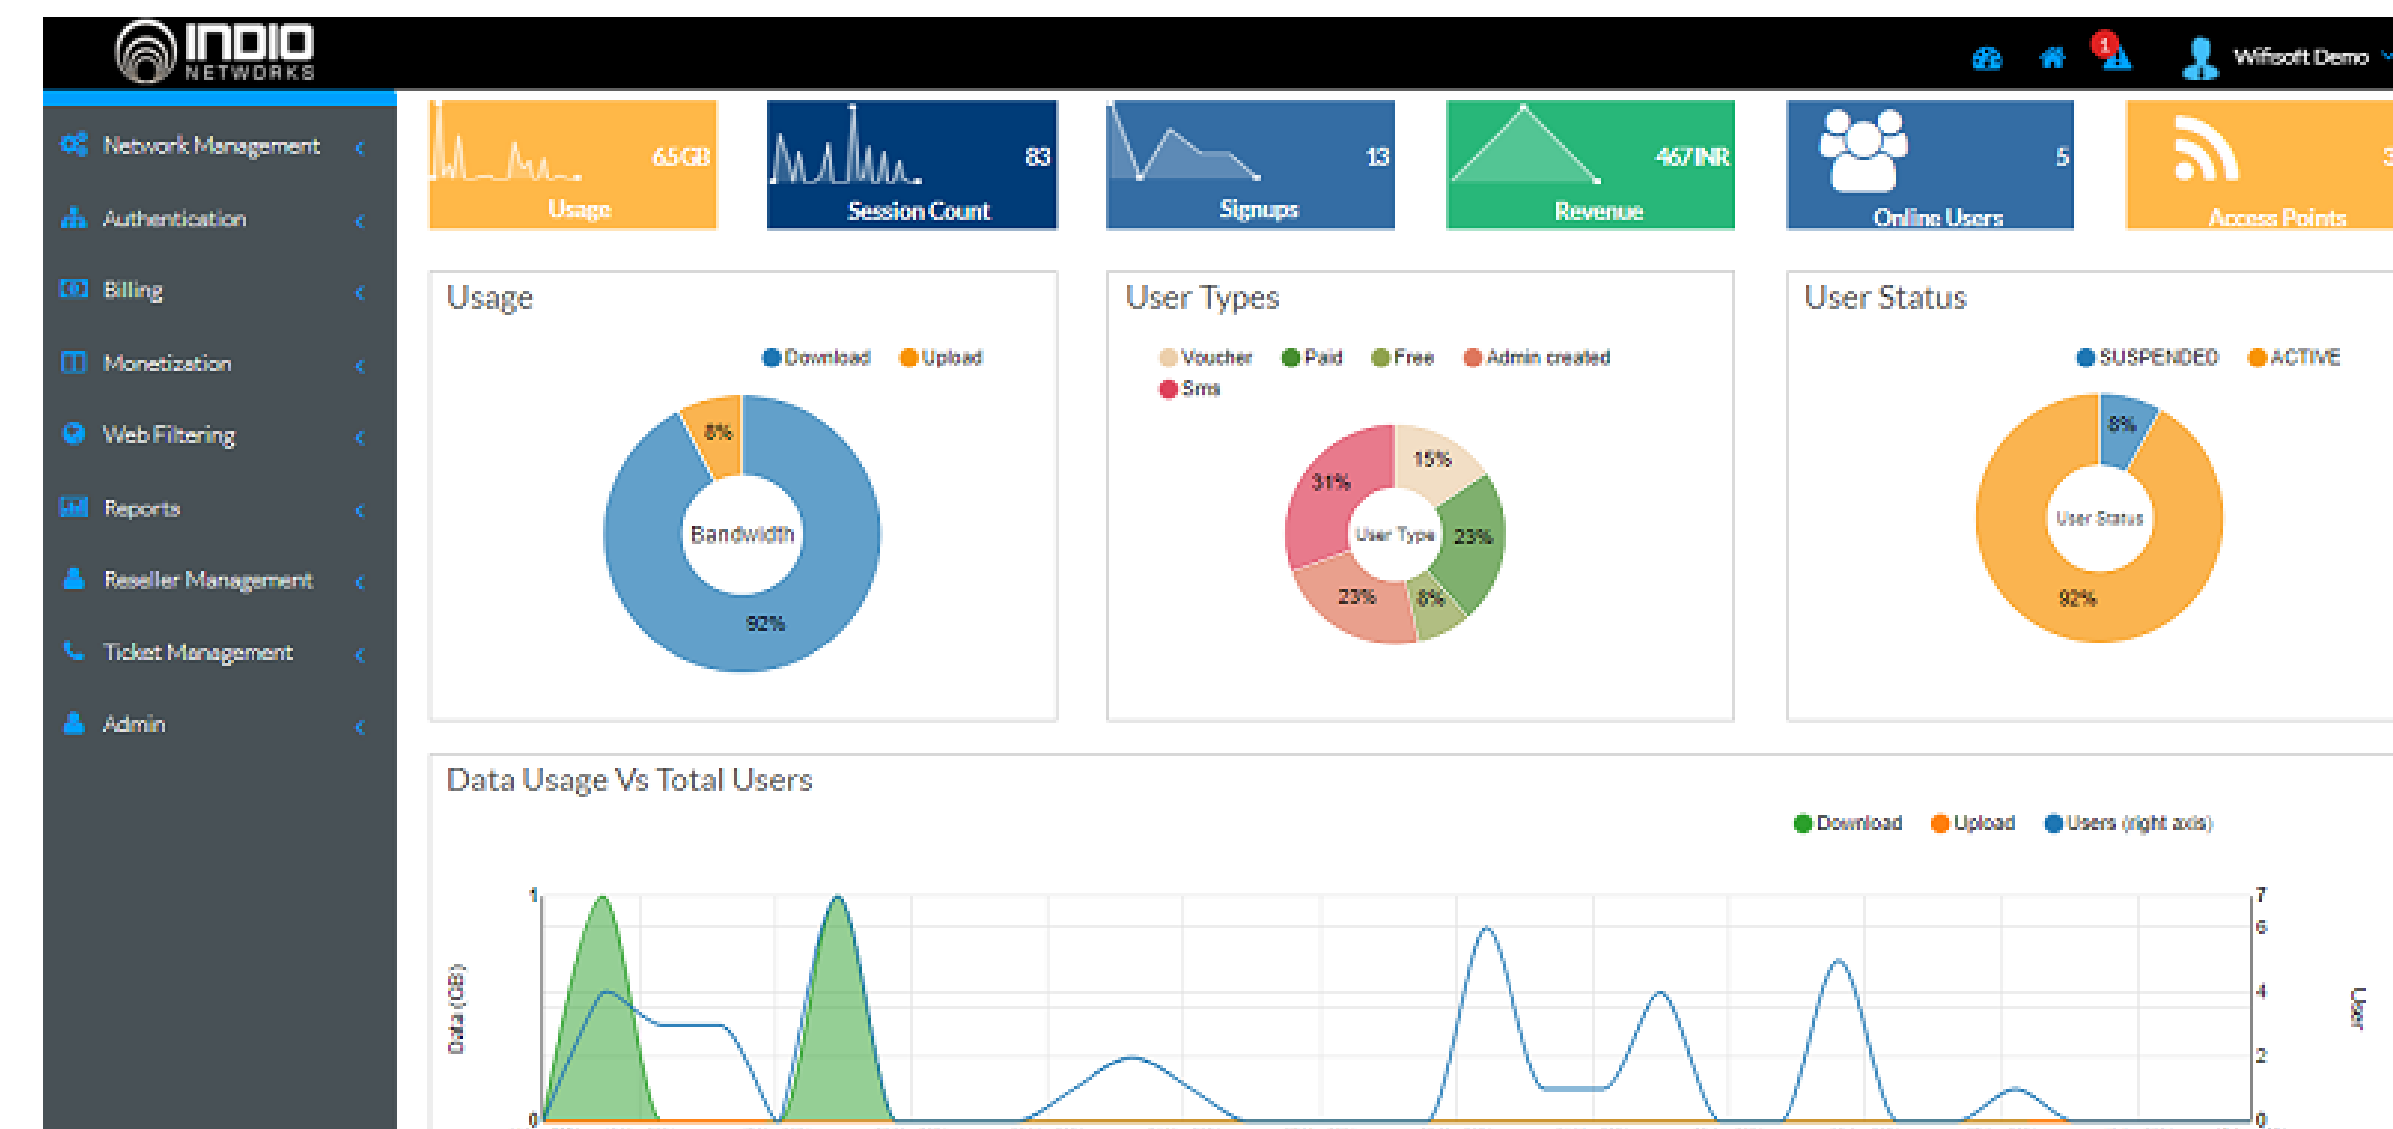 INDIO
NETWORKS
1
Wifisoft Demo
Network Management
Authentication
Billing
Monetization
Web Filtering
Reports
Reseller Management
Ticket Management
Admin
6.5 GB
Usage
83
Session Count
13
Signups
467 INR
Revenue
5
Online Users
3
Access Points
Usage
Download Upload
8%
Bandwidth
92%
User Types
Voucher Paid Free Admin created
Sms
15%
31%
User Type 23%
23% 8%
User Status
SUSPENDED ACTIVE
8%
User Status
92%
Data Usage Vs Total Users
Download Upload Users (right axis)
1
0
Data (GB)
7
6
4
2
0
User